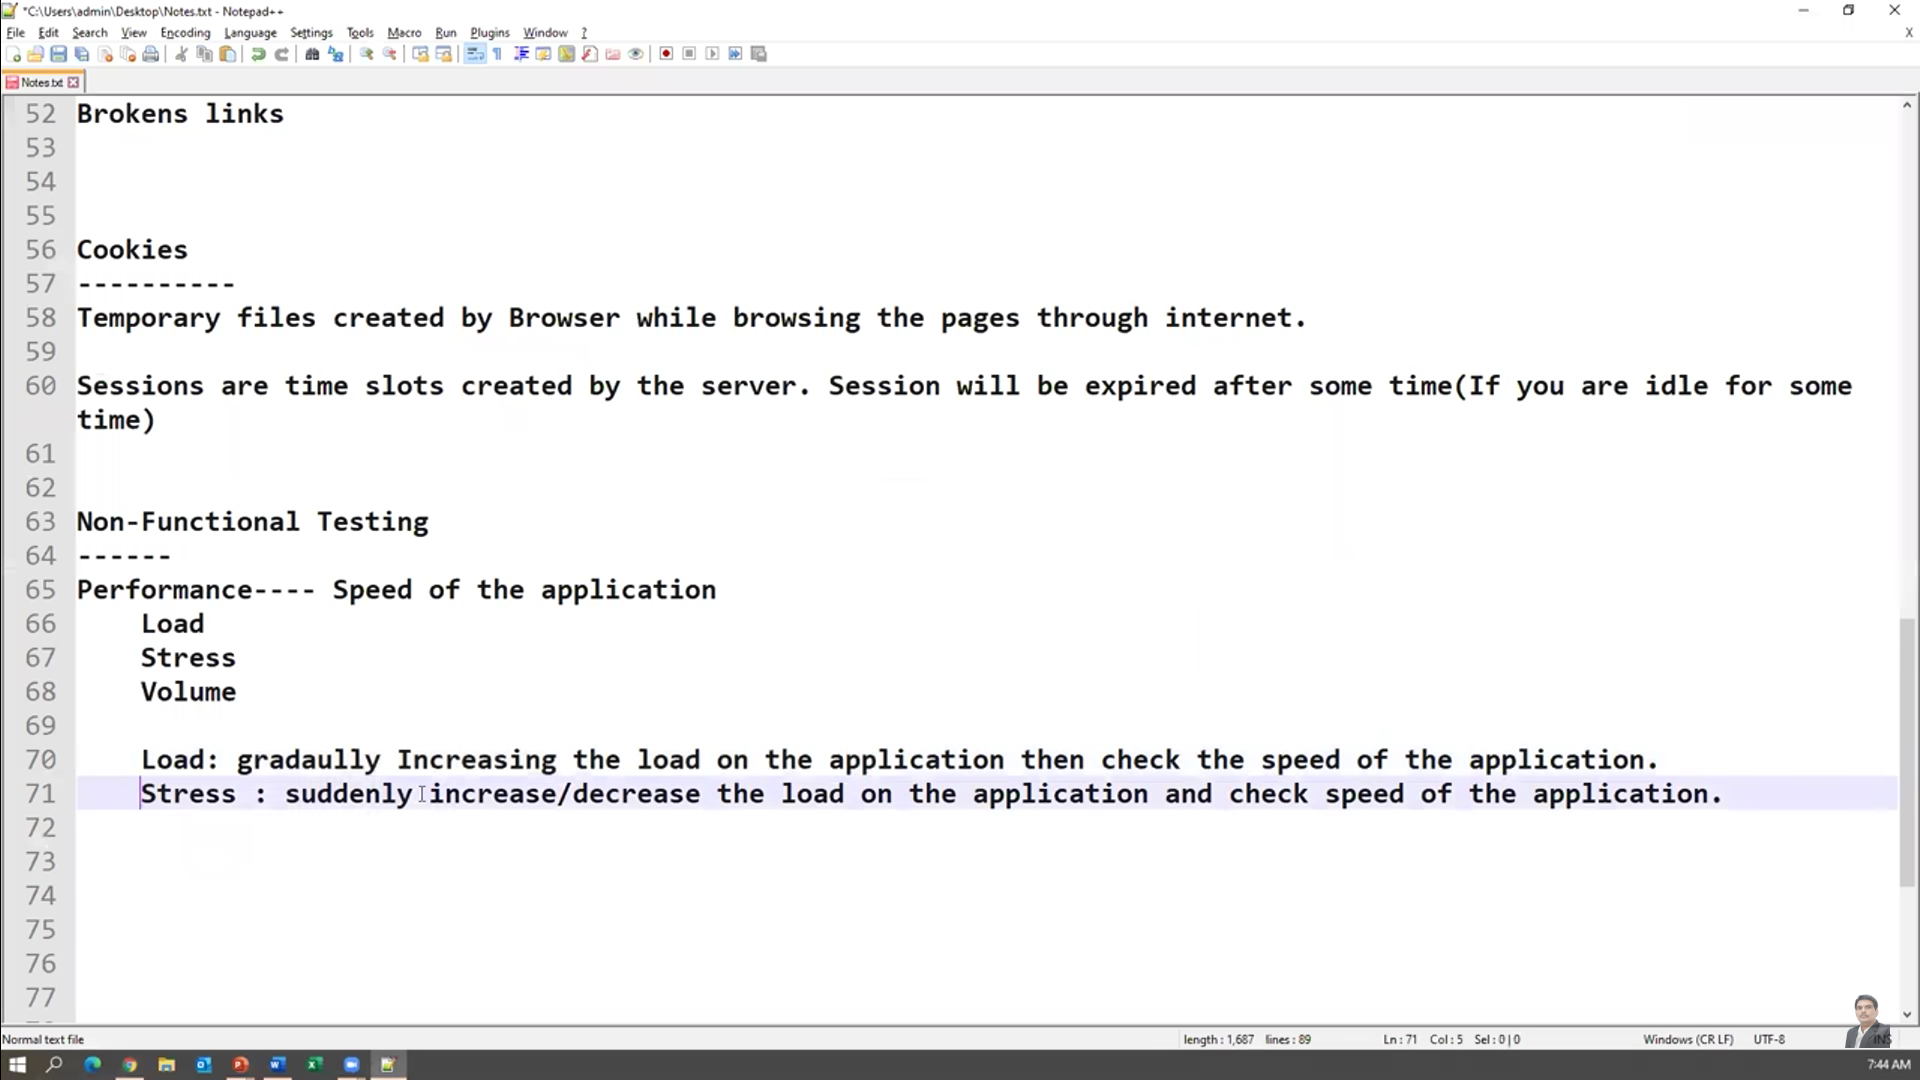 *C:\Users\admin\Desktop\Notes.txt - Notepad++
File Edit Search View Encoding Language Settings Tools Macro Run Plugins Window ? X
Notes.txt
52 Brokens links
53
54
55
56 Cookies
57 ----------
58 Temporary files created by Browser while browsing the pages through internet.
59
60 Sessions are time slots created by the server. Session will be expired after some time(If you are idle for some
time)
61
62
63 Non-Functional Testing
64 ------
65 Performance---- Speed of the application
66 Load
67 Stress
68 Volume
69
70 Load: gradaully Increasing the load on the application then check the speed of the application.
71 Stress : suddenly increase/decrease the load on the application and check speed of the application.
72
73
74
75
76
77
Normal text file length : 1,687 lines : 89 Ln : 71 Col : 5 Sel : 0 | 0 Windows (CR LF) UTF-8 INS
7:44 AM